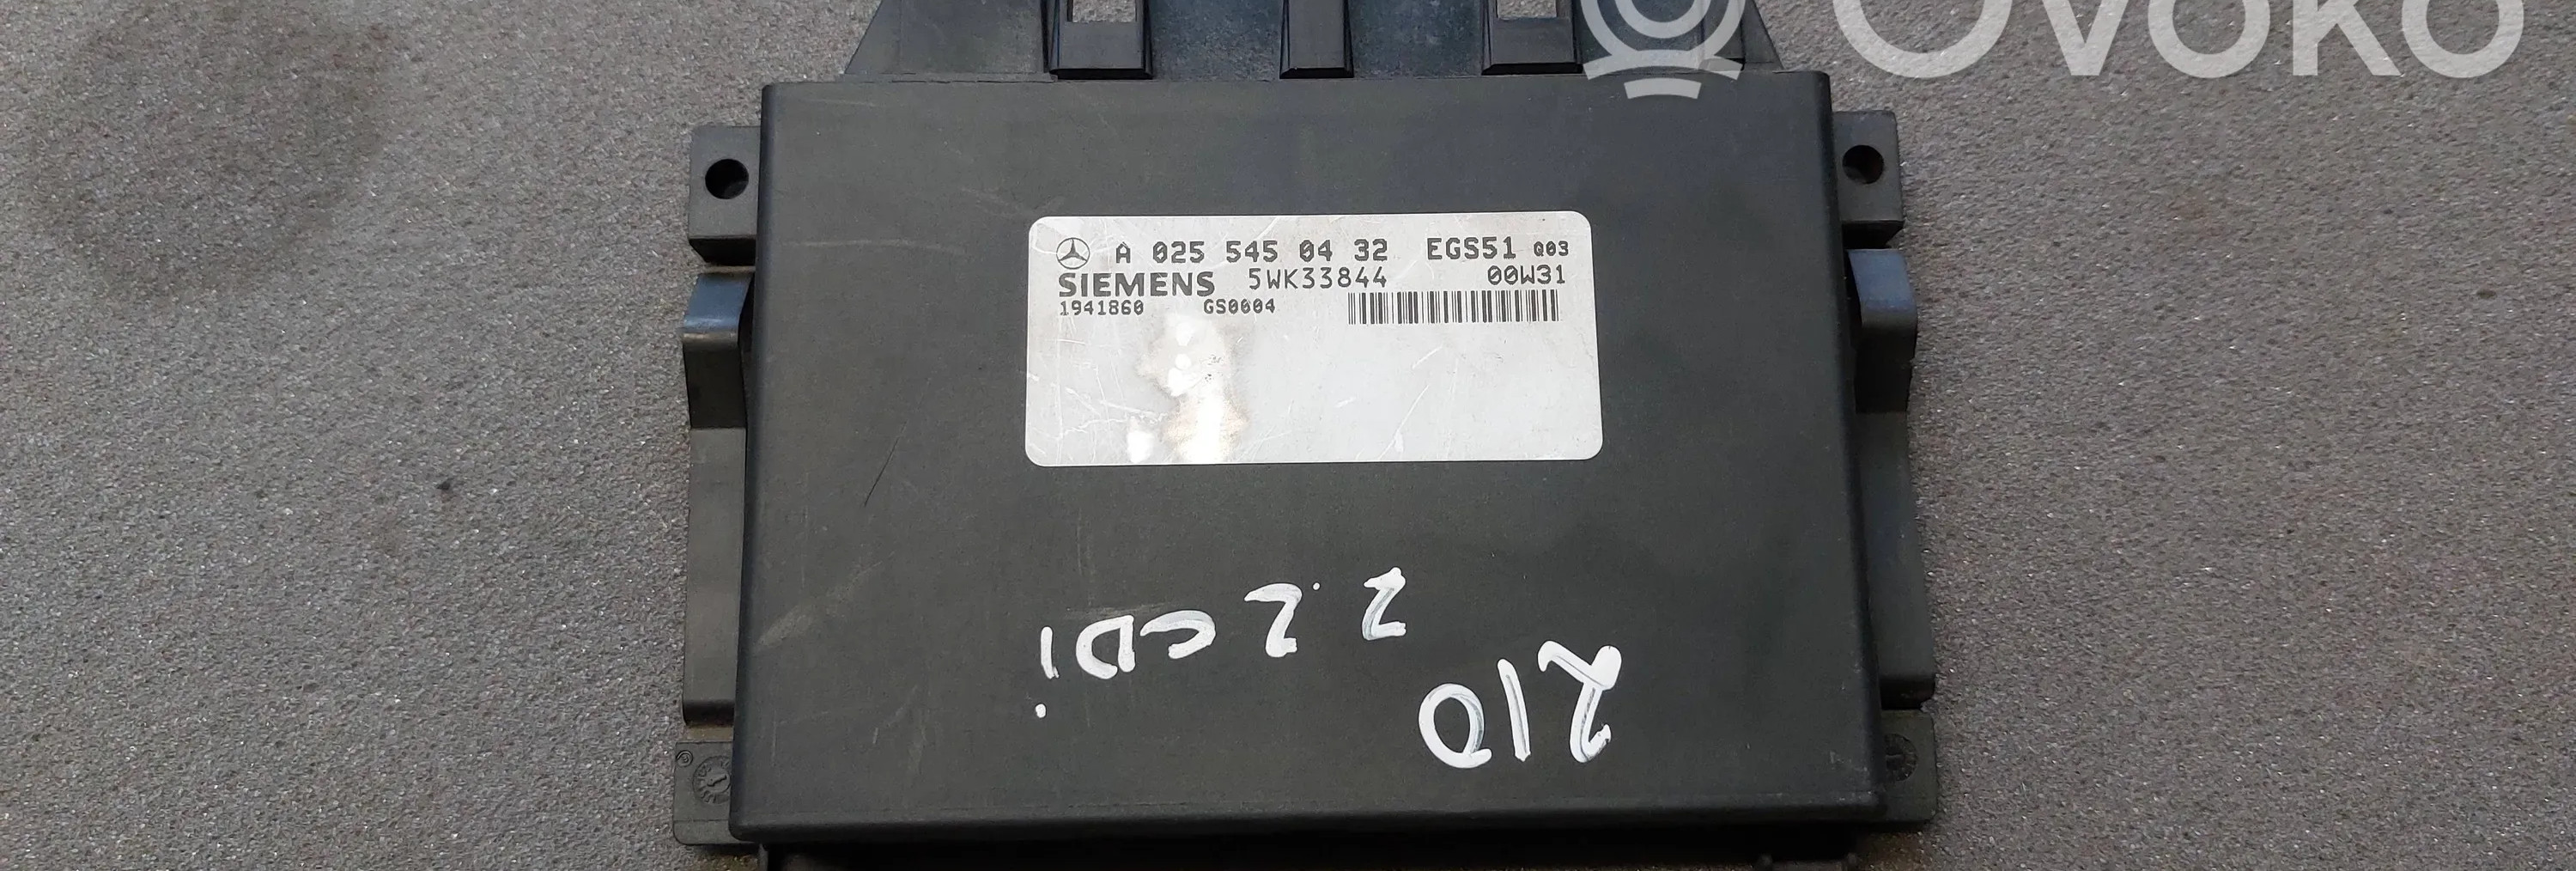 OVOKO
A 025 545 04 32 EGS51 Q03
SIEMENS 5WK33844 00W31
1941860 GS0004
210
2.2 CDi